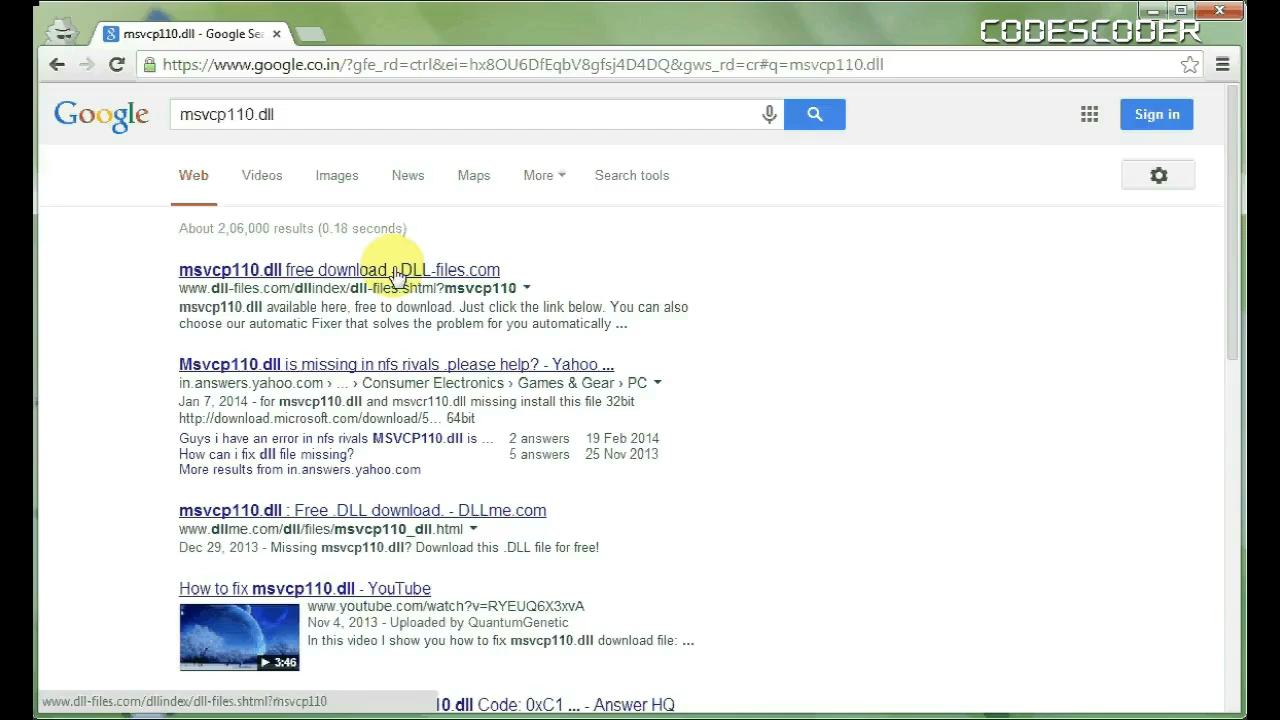 CODESCODER
msvcp110.dll - Google Sea
https://www.google.co.in/?gfe_rd=ctrl&ei=hx8OU6DfEqbV8gfsj4D4DQ&gws_rd=cr#q=msvcp110.dll
Google
msvcp110.dll
Sign in
Web Videos Images News Maps More Search tools
About 2,06,000 results (0.18 seconds)
msvcp110.dll free download - DLL-files.com
www.dll-files.com/dllindex/dll-files.shtml?msvcp110
msvcp110.dll available here, free to download. Just click the link below. You can also
choose our automatic Fixer that solves the problem for you automatically ...
Msvcp110.dll is missing in nfs rivals .please help? - Yahoo ...
in.answers.yahoo.com › ... › Consumer Electronics › Games & Gear › PC
Jan 7, 2014 - for msvcp110.dll and msvcr110.dll missing install this file 32bit
http://download.microsoft.com/download/5... 64bit
Guys i have an error in nfs rivals MSVCP110.dll is ... 2 answers 19 Feb 2014
How can i fix dll file missing? 5 answers 25 Nov 2013
More results from in.answers.yahoo.com
msvcp110.dll : Free .DLL download. - DLLme.com
www.dllme.com/dll/files/msvcp110_dll.html
Dec 29, 2013 - Missing msvcp110.dll? Download this .DLL file for free!
How to fix msvcp110.dll - YouTube
www.youtube.com/watch?v=RYEUQ6X3xvA
Nov 4, 2013 - Uploaded by QuantumGenetic
In this video I show you how to fix msvcp110.dll download file: ...
3:46
www.dll-files.com/dllindex/dll-files.shtml?msvcp110
10.dll Code: 0xC1 ... - Answer HQ